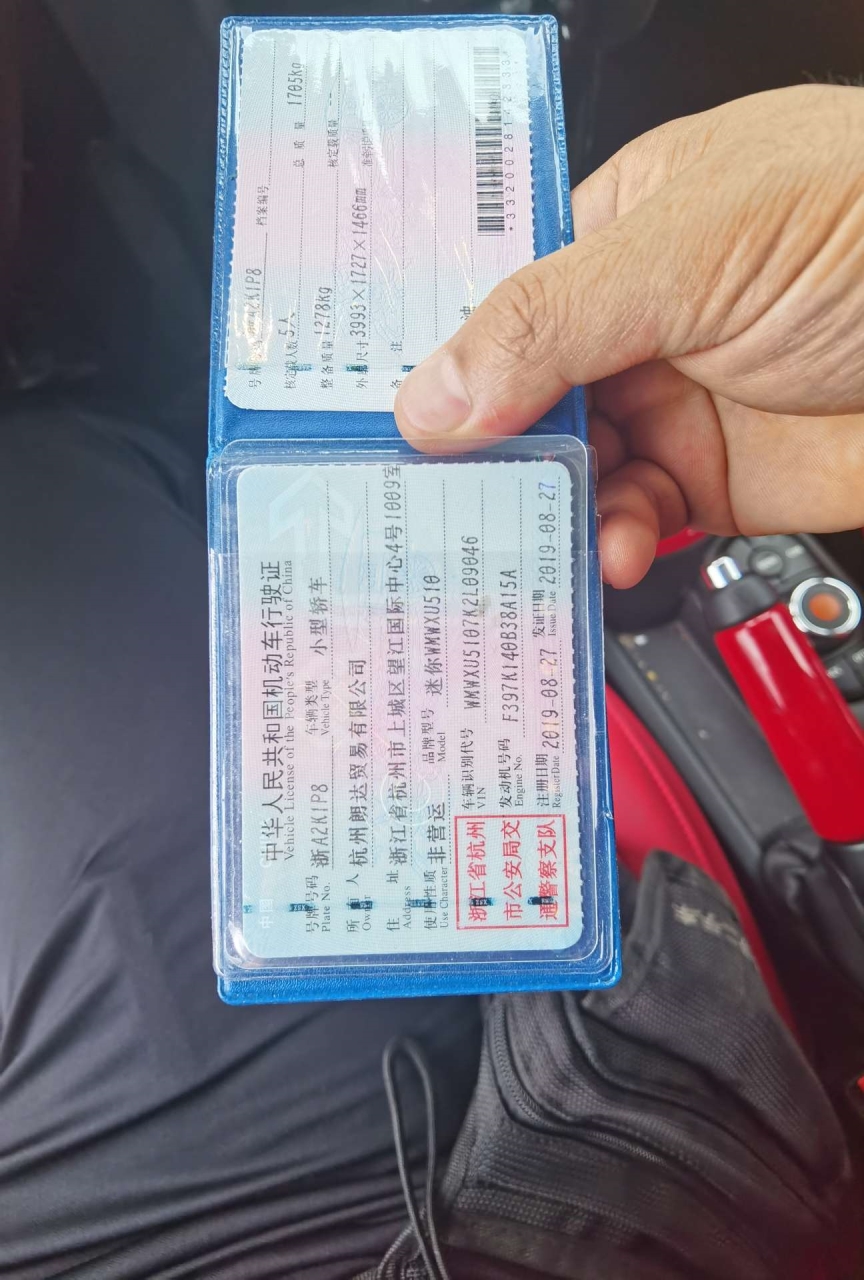 中华人民共和国机动车行驶证
Vehicle License of the People's Republic of China
号牌号码 浙A2K1P8 车辆类型 小型轿车
Plate No. Vehicle Type
所有人 杭州朗达贸易有限公司
Owner
住址 浙江省杭州市上城区望江国际中心4号1009室
Address
使用性质 非营运 品牌型号 迷你WMWXU510
Use Character Model
浙江省杭州
市公安局交
通警察支队
车辆识别代号 WMWXU5107K2L09046
VIN
发动机号码 F397K140B38A15A
Engine No.
注册日期 2019-08-27 发证日期 2019-08-27
Register Date Issue Date
A2K1P8 档案编号
核定载人数 5人 总质量 1705kg
整备质量 1278kg 核定载质量 --
外廓尺寸 3993×1727×1466mm
备注